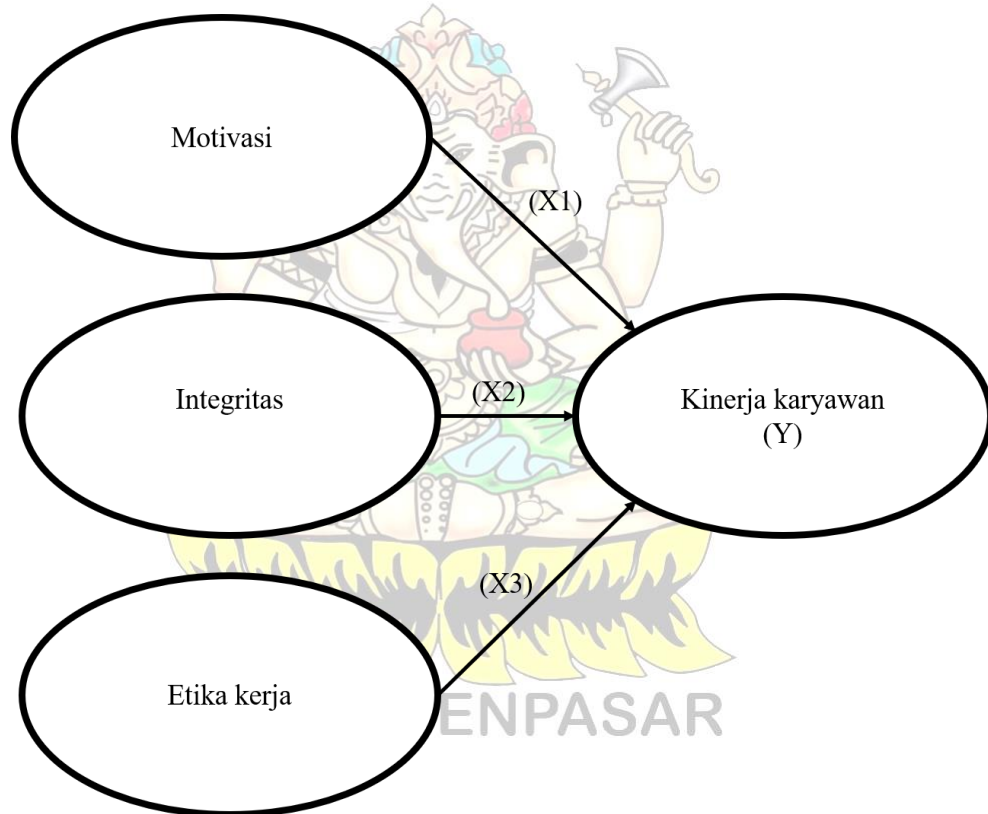 Motivasi
(X1)
Integritas
(X2)
Kinerja karyawan
(Y)
(X3)
Etika kerja
ENPASAR